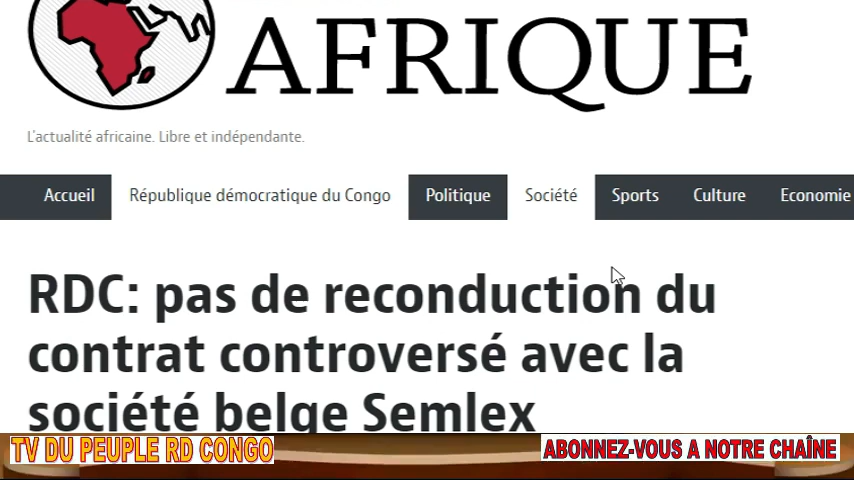 AFRIQUE
L'actualité africaine. Libre et indépendante.
Accueil République démocratique du Congo Politique Société Sports Culture Economie
RDC: pas de reconduction du
contrat controversé avec la
société belge Semlex
TV DU PEUPLE RD CONGO
ABONNEZ-VOUS A NOTRE CHAÎNE